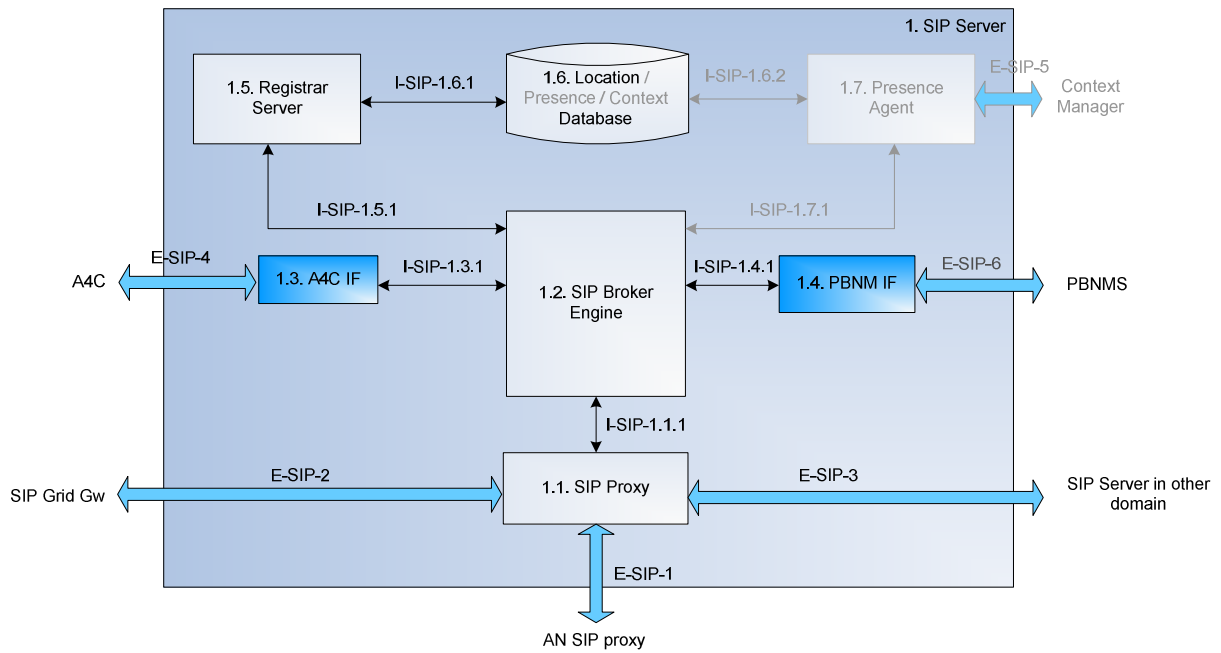 1. SIP Server
1.5. Registrar
Server
I-SIP-1.6.1
1.6. Location /
Presence / Context
Database
I-SIP-1.6.2
1.7. Presence
Agent
E-SIP-5
Context
Manager
I-SIP-1.5.1
I-SIP-1.7.1
A4C
E-SIP-4
1.3. A4C IF
I-SIP-1.3.1
1.2. SIP Broker
Engine
I-SIP-1.4.1
1.4. PBNM IF
E-SIP-6
PBNMS
I-SIP-1.1.1
SIP Grid Gw
E-SIP-2
1.1. SIP Proxy
E-SIP-3
SIP Server in other
domain
E-SIP-1
AN SIP proxy